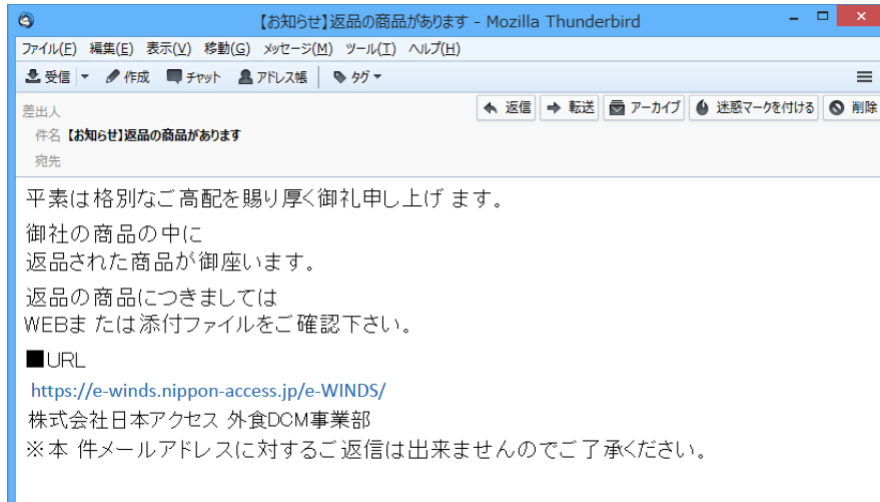 【お知らせ】返品の商品があります - Mozilla Thunderbird
ファイル(F) 編集(E) 表示(V) 移動(G) メッセージ(M) ツール(T) ヘルプ(H)
受信 作成 チャット アドレス帳 タグ
差出人 返信 転送 アーカイブ 迷惑マークを付ける 削除
件名 【お知らせ】返品の商品があります
宛先
平素は格別なご高配を賜り厚く御礼申し上げ ます。
御社の商品の中に
返品された商品が御座います。
返品の商品につきましては
WEBま たは添付ファイルをご確認下さい。
■URL
https://e-winds.nippon-access.jp/e-WINDS/
株式会社日本アクセス 外食DCM事業部
※本 件メールアドレスに対するご返信は出来ませんのでご了承ください。